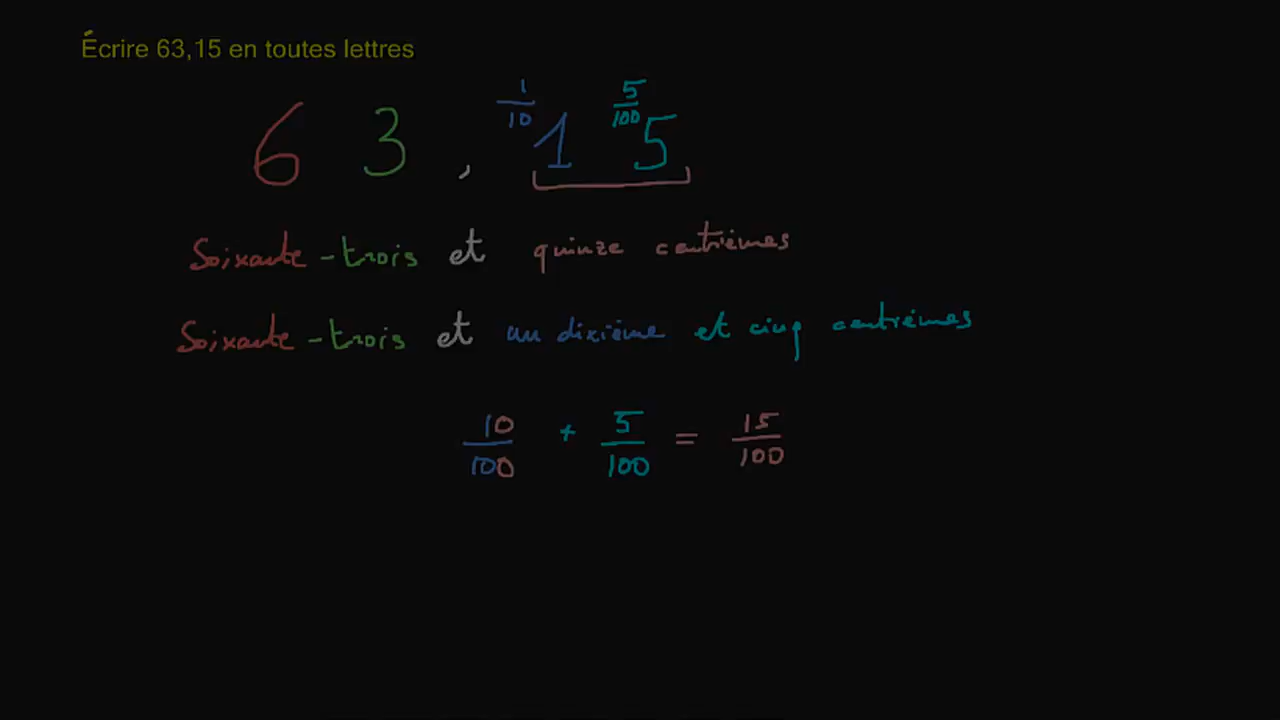 Écrire 63,15 en toutes lettres
1/10 5/100
6 3 , 1 5
Soixante-trois et quinze centièmes
Soixante-trois et un dixième et cinq centièmes
10/100 + 5/100 = 15/100